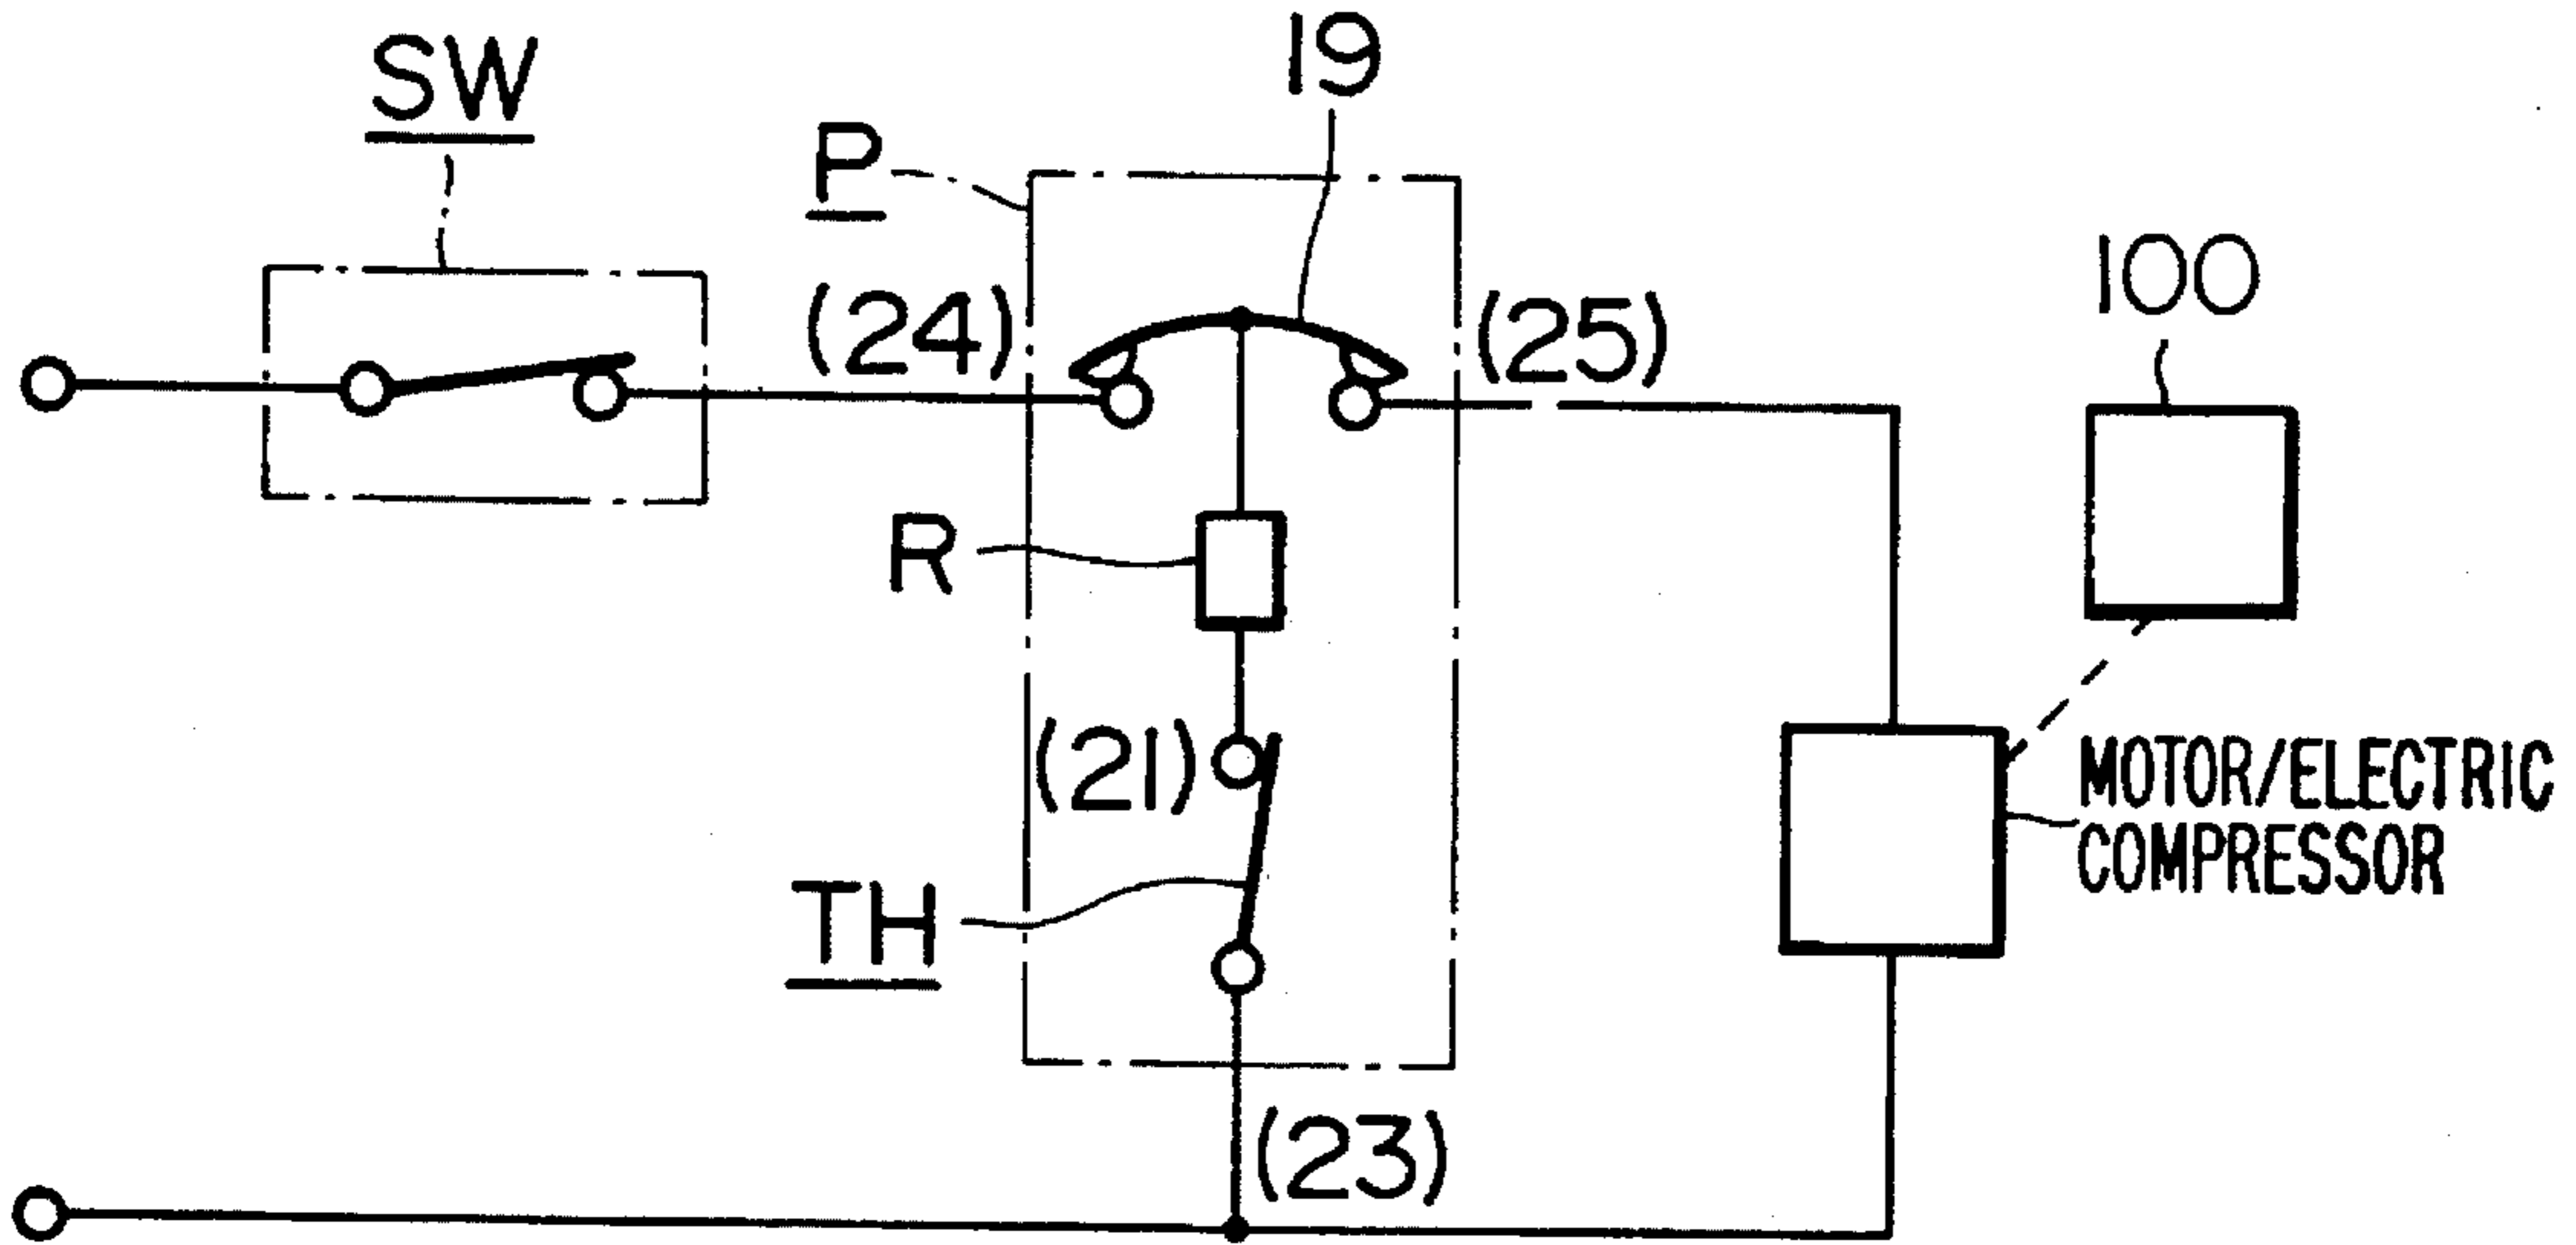 SW
19
P
100
(24)
(25)
R
(21)
MOTOR/ELECTRIC
COMPRESSOR
TH
(23)